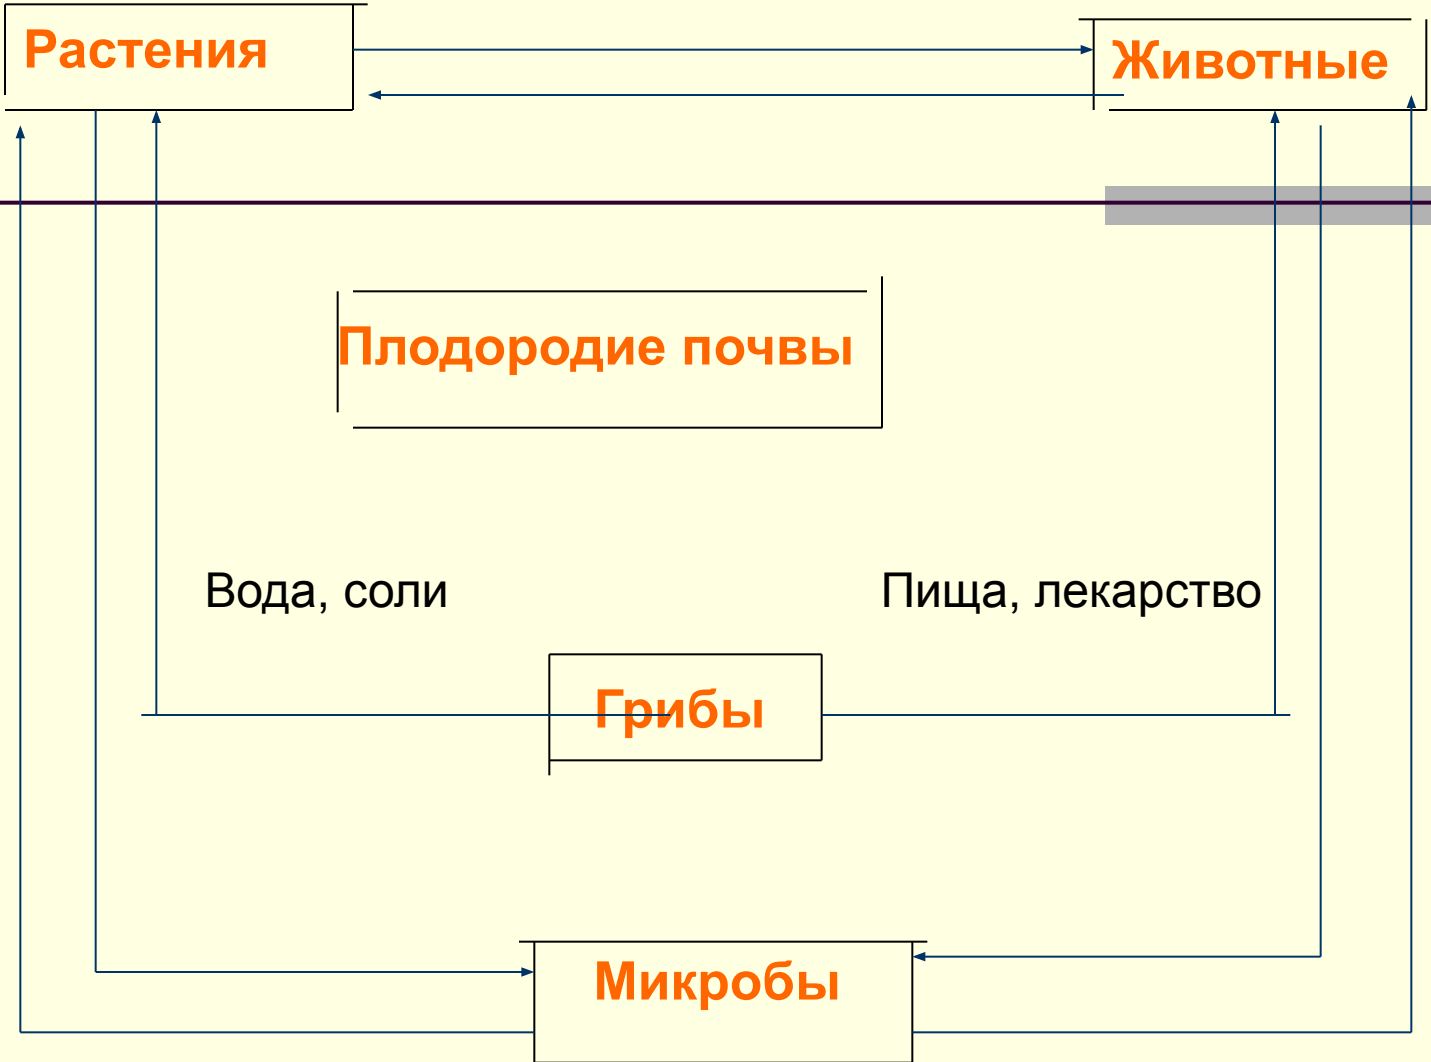 Растения
Животные
Плодородие почвы
Вода, соли
Пища, лекарство
Грибы
Микробы